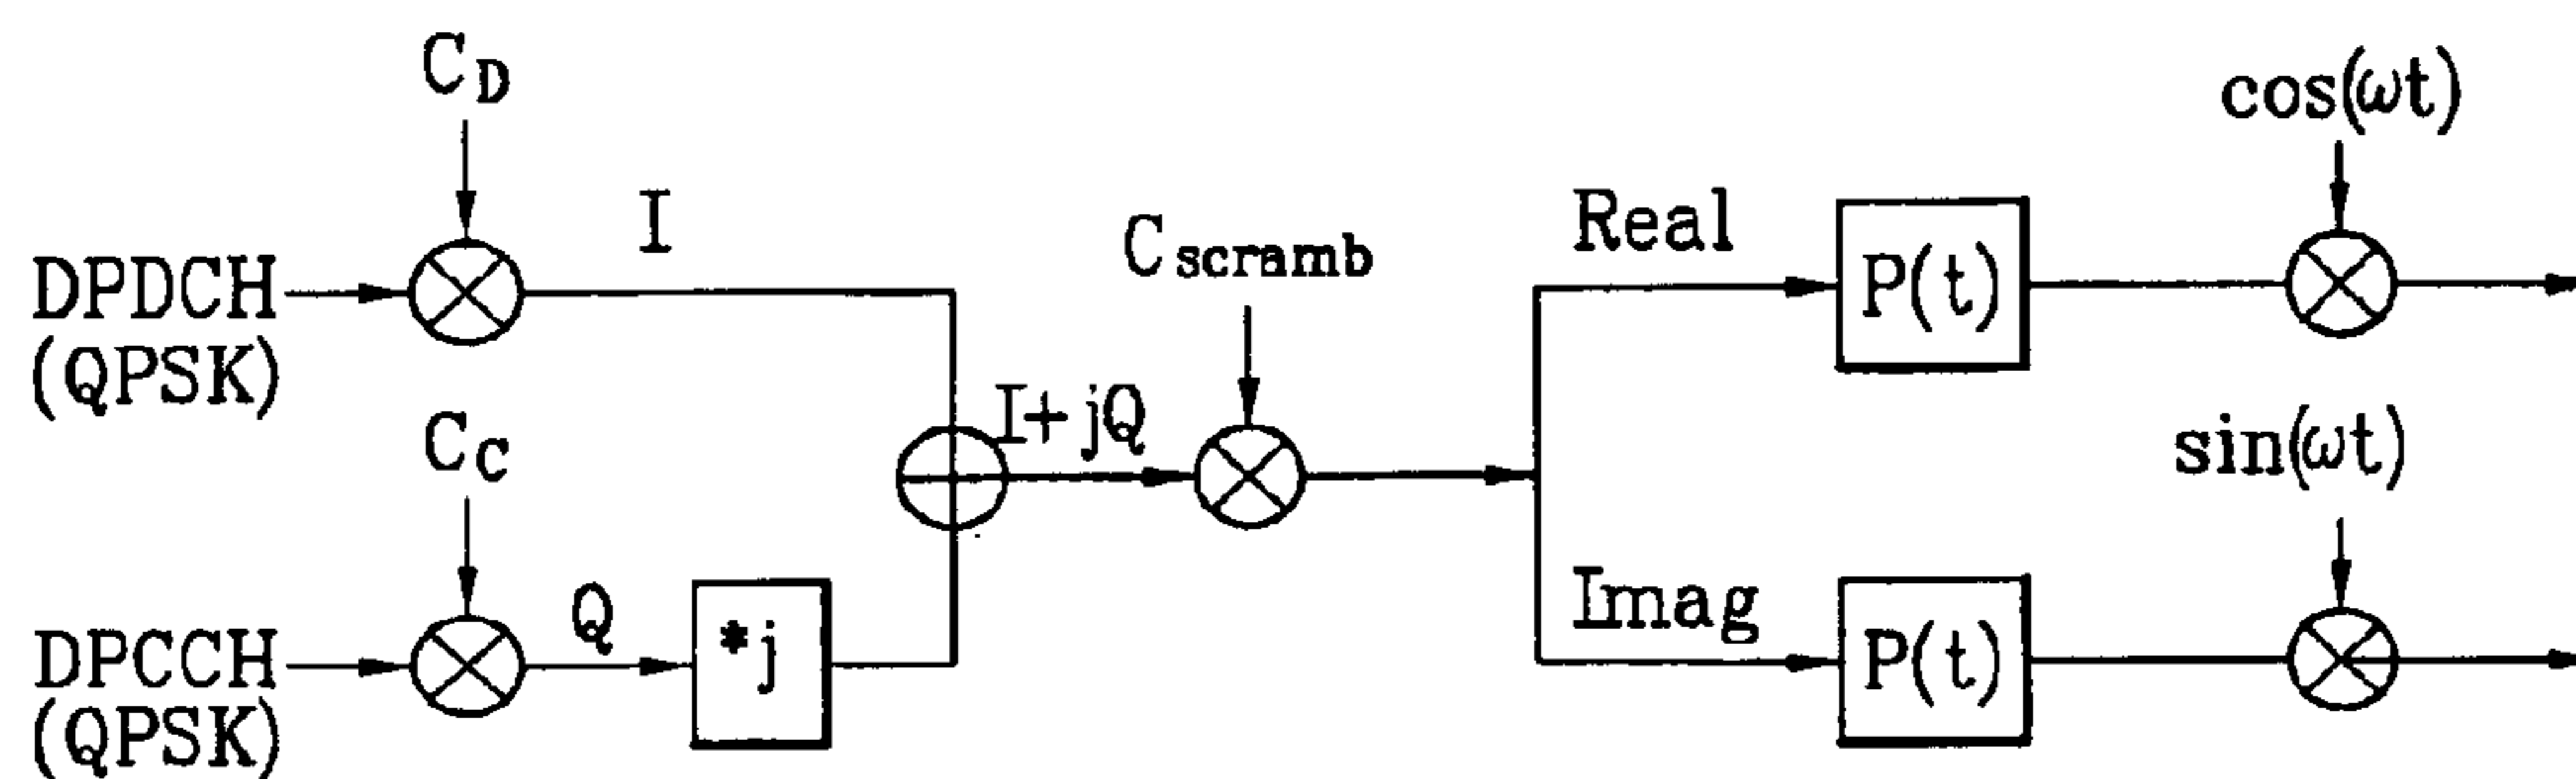 C_D
I
DPDCH
(QPSK)
C_C
Q
DPCCH
(QPSK)
*j
I+jQ
C_scramb
Real
P(t)
cos(ωt)
Imag
P(t)
sin(ωt)